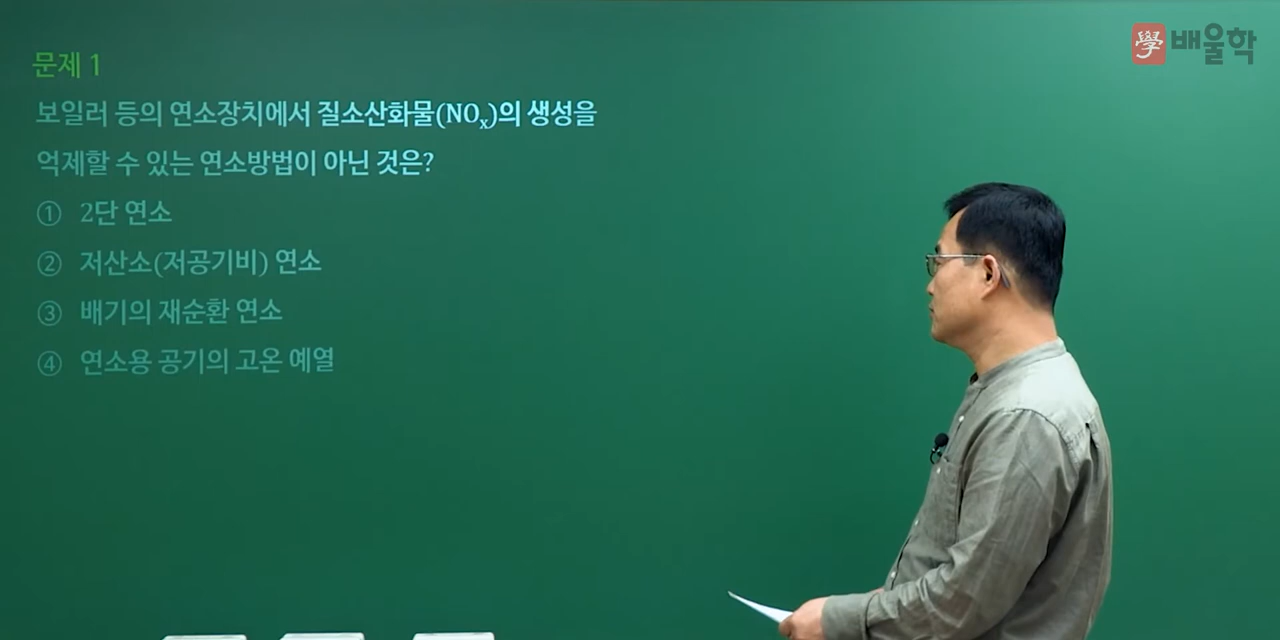 學 배울학
문제 1
보일러 등의 연소장치에서 질소산화물(NOx)의 생성을
억제할 수 있는 연소방법이 아닌 것은?
① 2단 연소
② 저산소(저공기비) 연소
③ 배기의 재순환 연소
④ 연소용 공기의 고온 예열